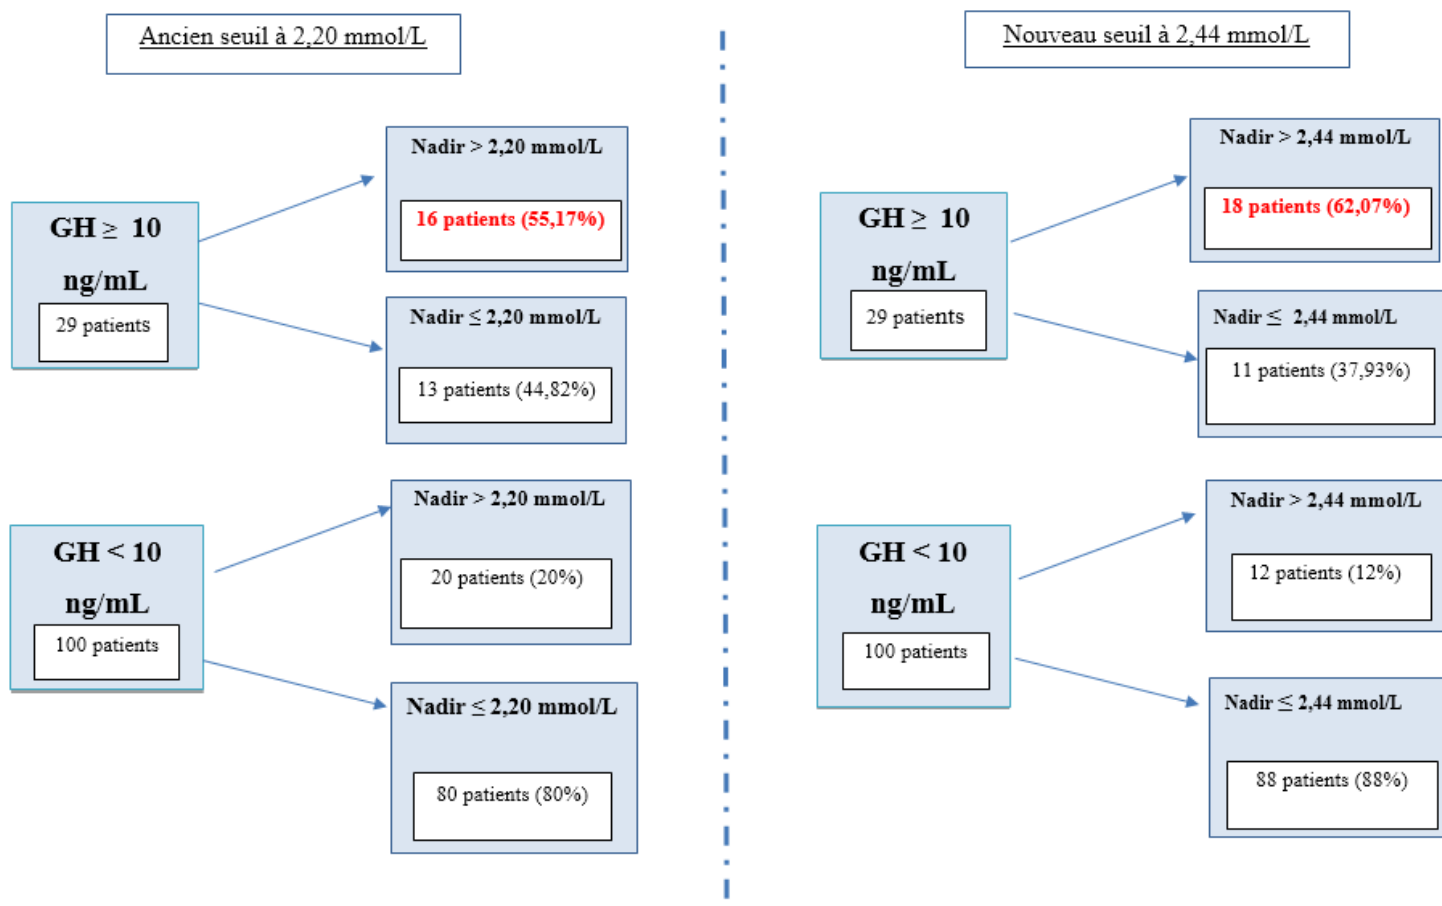 Ancien seuil à 2,20 mmol/L
Nadir > 2,20 mmol/L
16 patients (55,17%)
GH ≥ 10
ng/mL
29 patients
Nadir ≤ 2,20 mmol/L
13 patients (44,82%)
Nadir > 2,20 mmol/L
20 patients (20%)
GH < 10
ng/mL
100 patients
Nadir ≤ 2,20 mmol/L
80 patients (80%)
Nouveau seuil à 2,44 mmol/L
Nadir > 2,44 mmol/L
18 patients (62,07%)
GH ≥ 10
ng/mL
29 patients
Nadir ≤ 2,44 mmol/L
11 patients (37,93%)
Nadir > 2,44 mmol/L
12 patients (12%)
GH < 10
ng/mL
100 patients
Nadir ≤ 2,44 mmol/L
88 patients (88%)